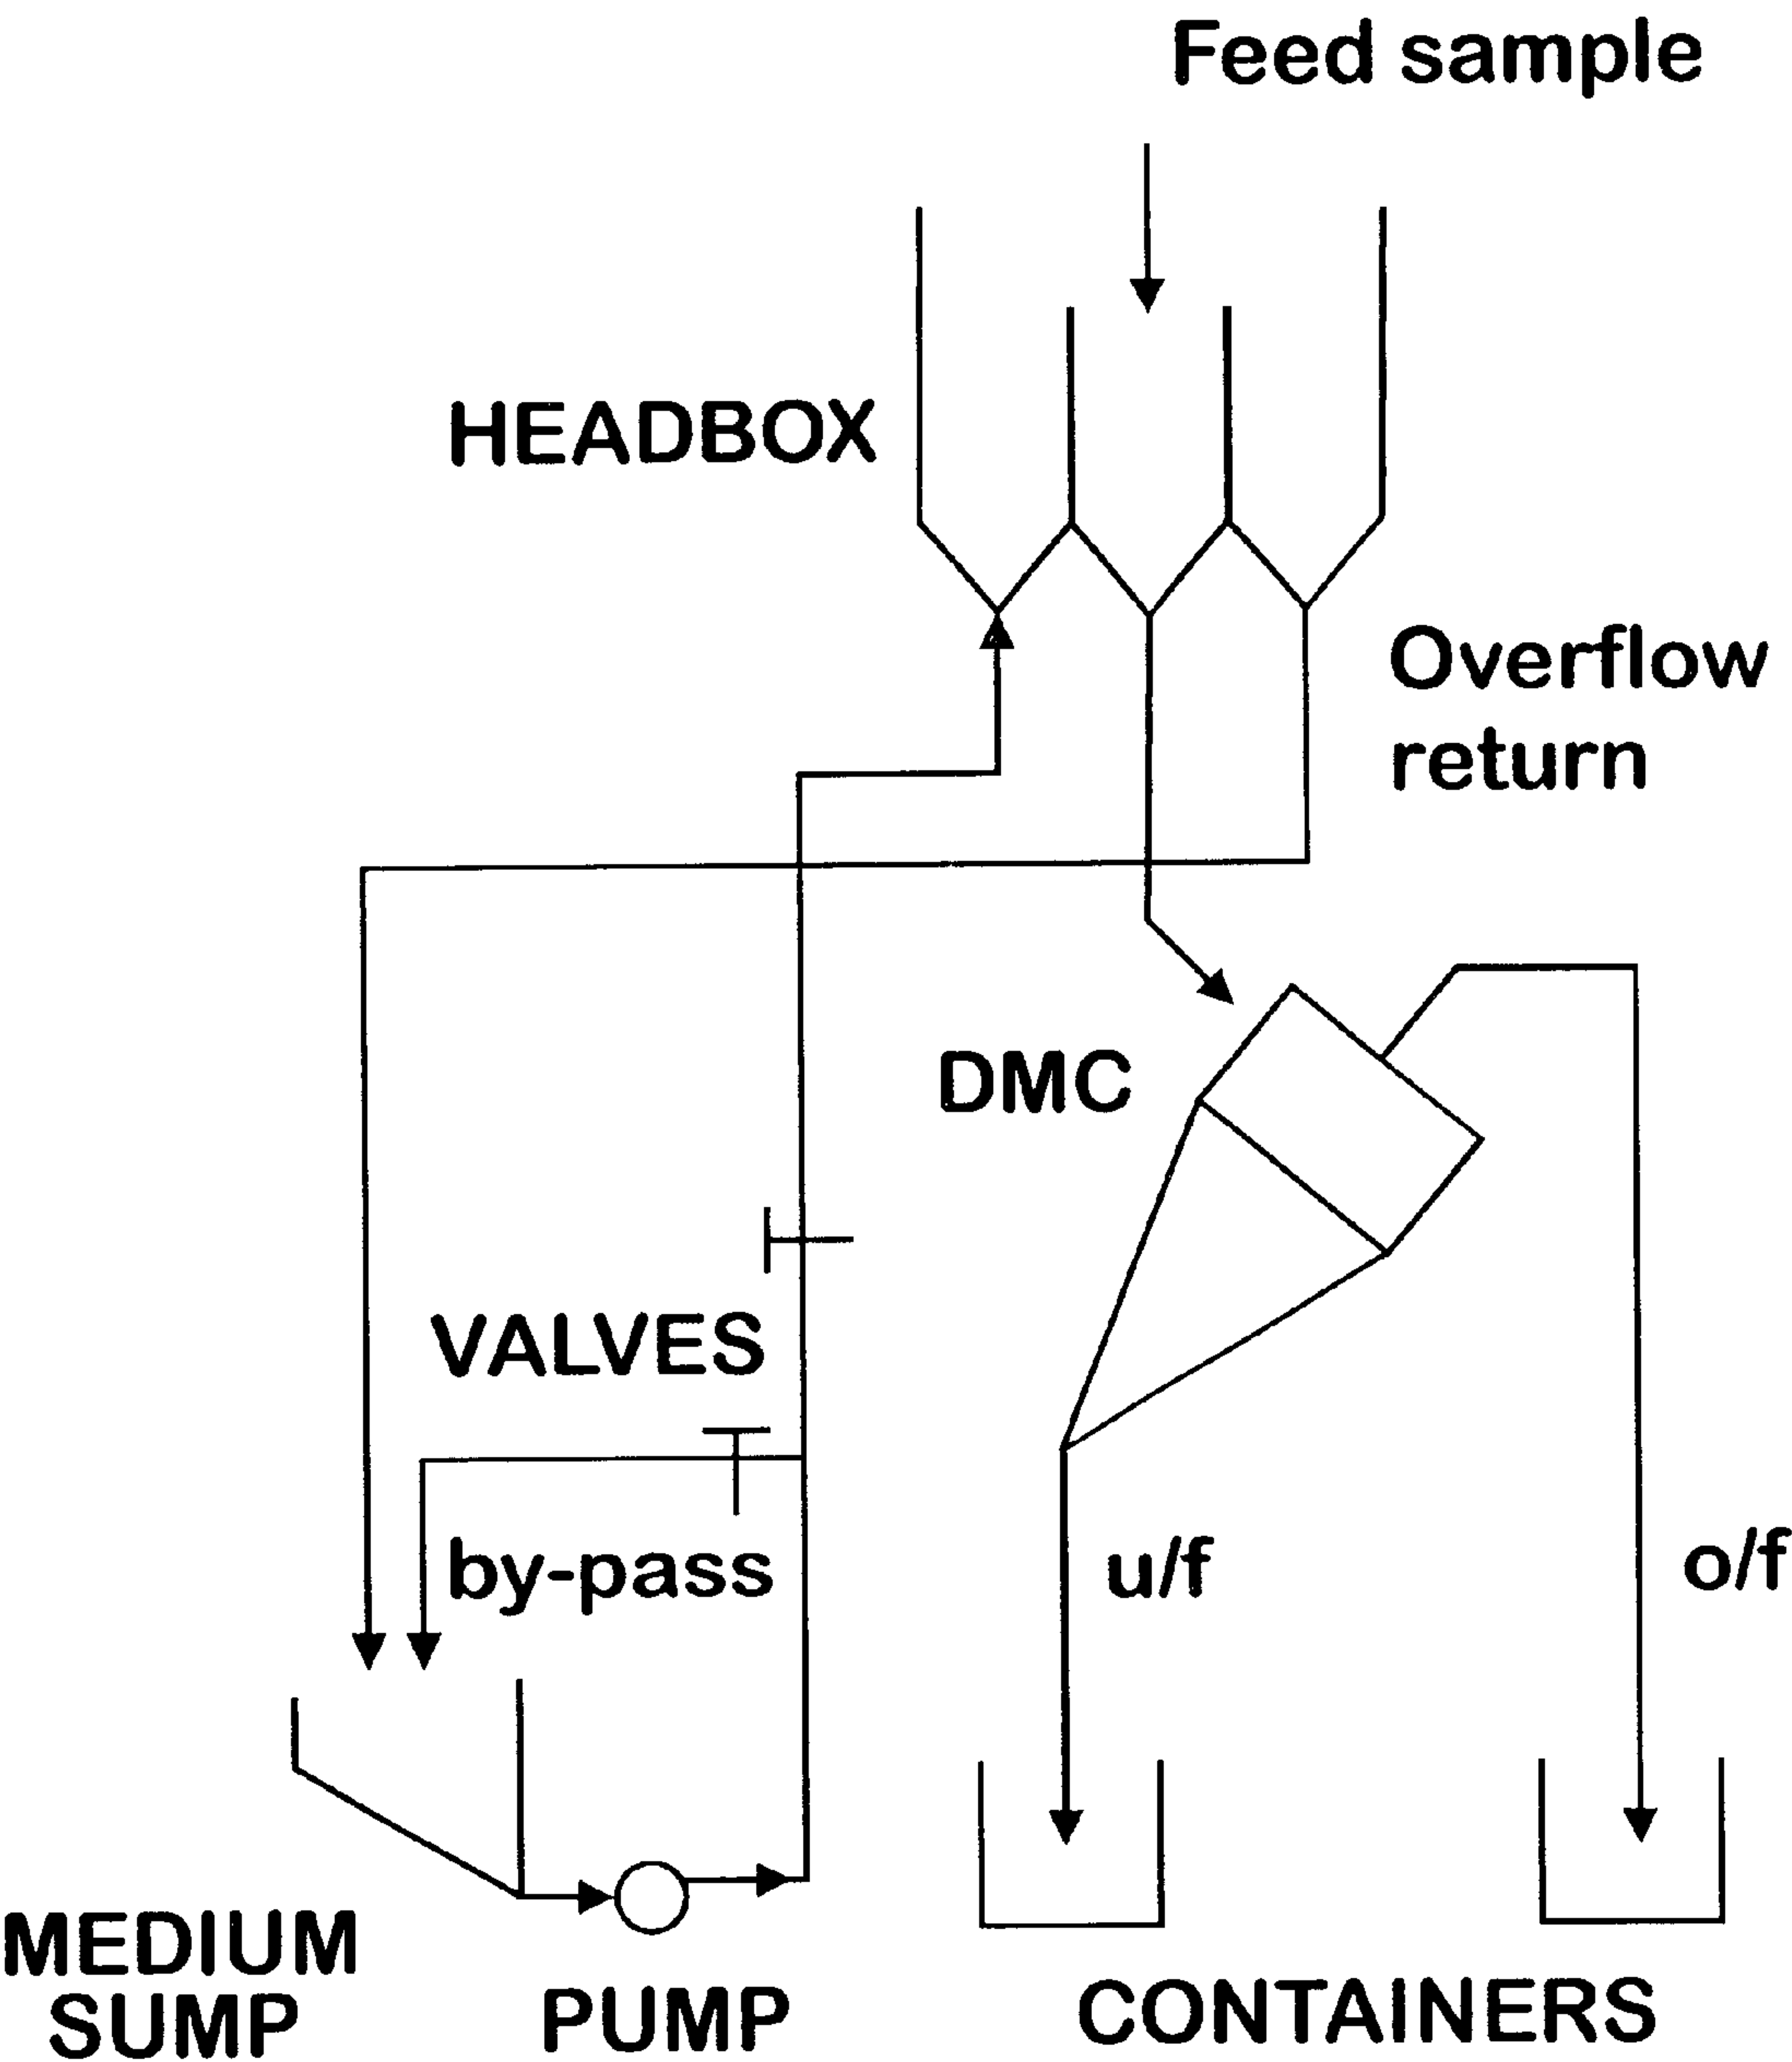 Feed sample
HEADBOX
Overflow
return
DMC
VALVES
by-pass
u/f
o/f
MEDIUM
SUMP
PUMP
CONTAINERS